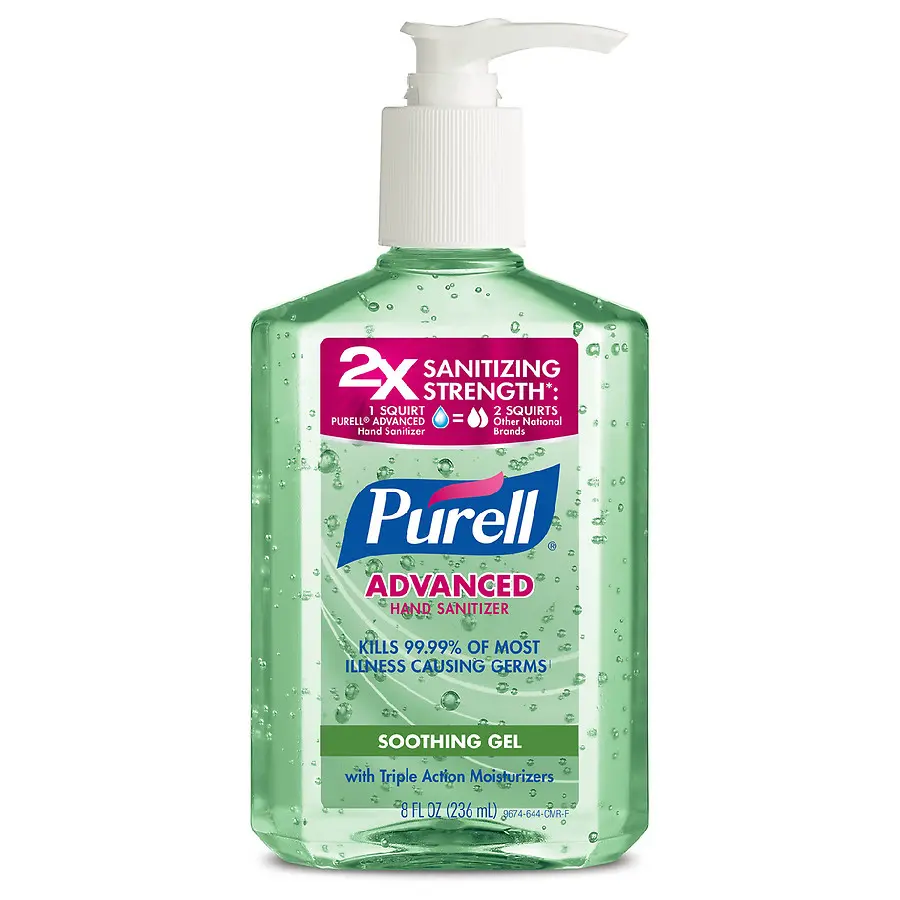 2X SANITIZING
STRENGTH*:
1 SQUIRT
PURELL® ADVANCED
Hand Sanitizer
=
2 SQUIRTS
Other National
Brands
Purell®
ADVANCED
HAND SANITIZER
KILLS 99.99% OF MOST
ILLNESS CAUSING GERMS
SOOTHING GEL
with Triple Action Moisturizers
8 FL OZ (236 mL) 9674-644-CMR-F